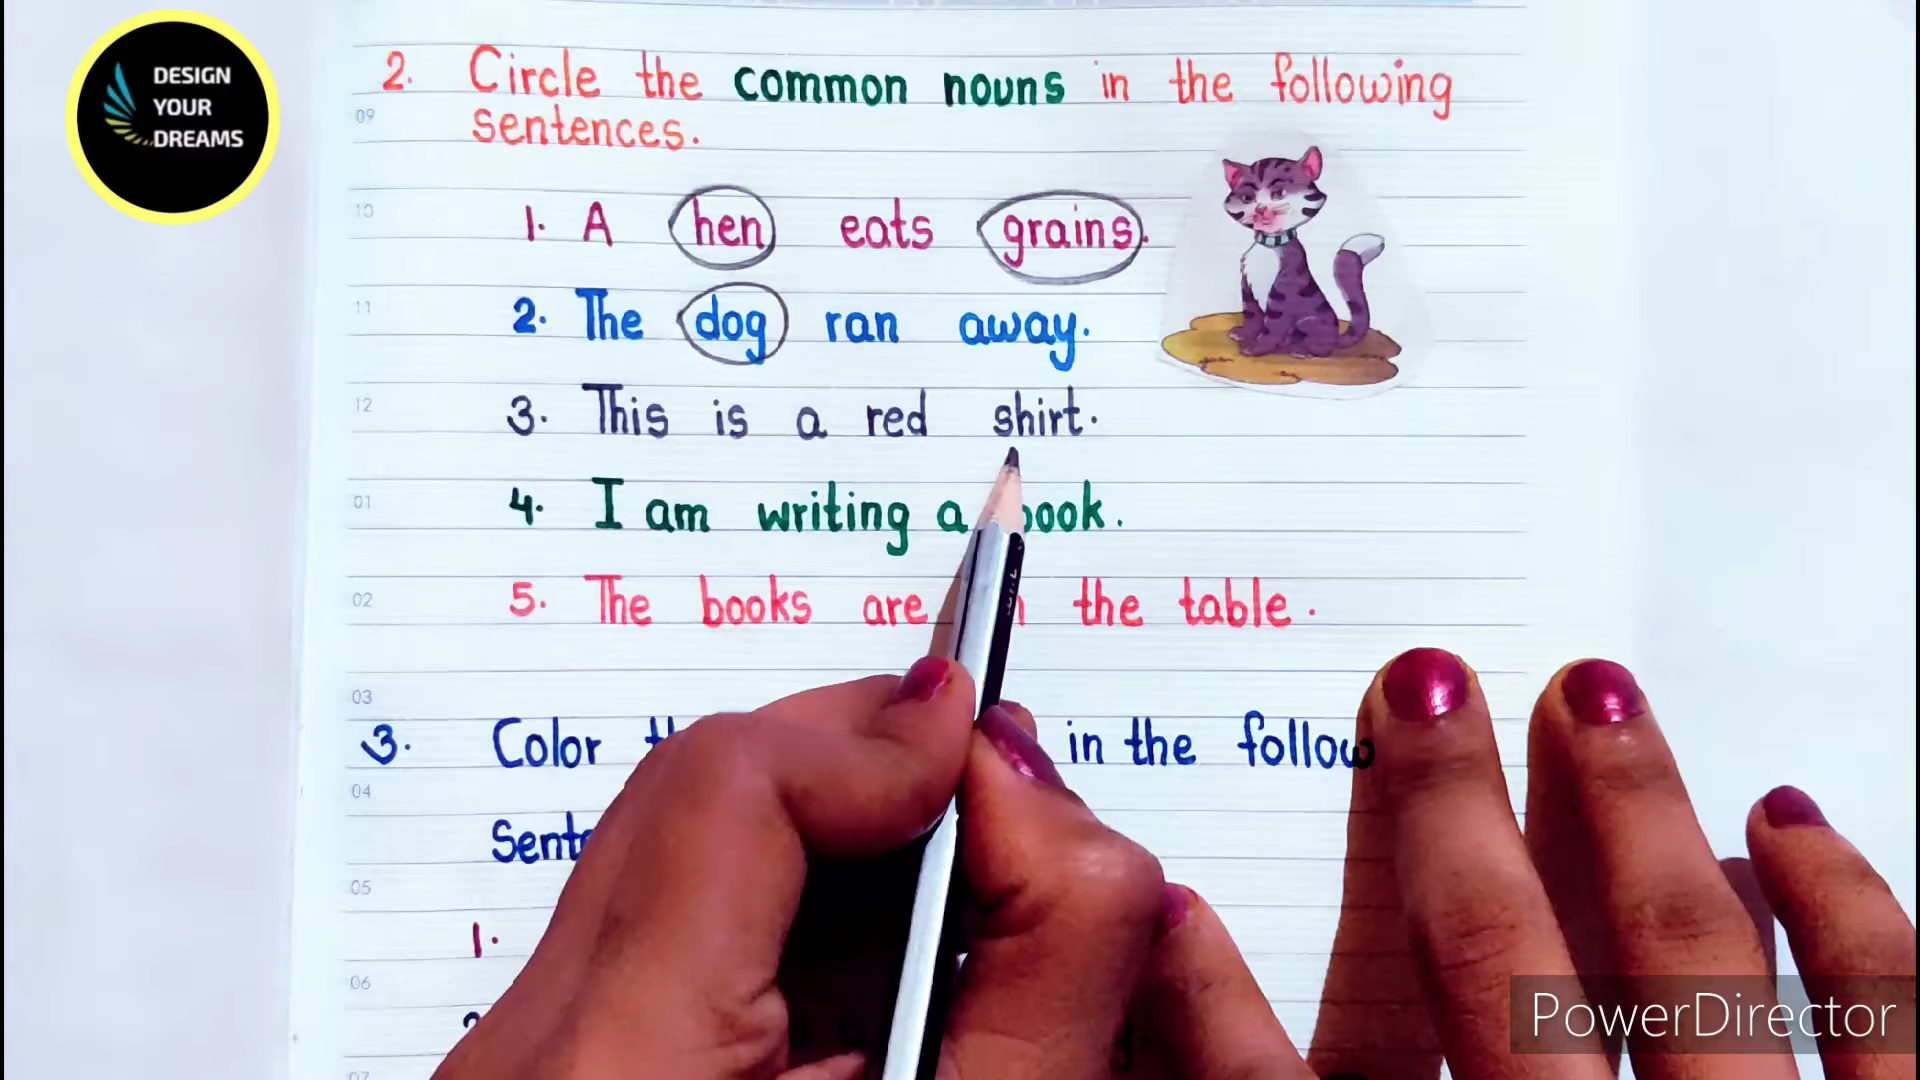 DESIGN
YOUR
DREAMS
2. Circle the common nouns in the following
09
sentences.
10
1. A hen eats grains.
11
2. The dog ran away.
12
3. This is a red shirt.
01
4. I am writing a book.
02
5. The books are the table.
03
3. Color in the follow
04
05
1.
06
07
PowerDirector